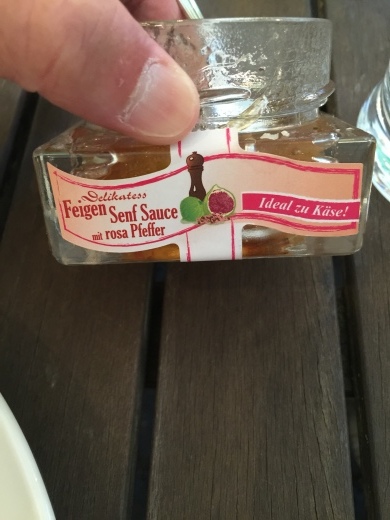 Delikatess
Feigen Senf Sauce
mit rosa Pfeffer
Ideal zu Käse!